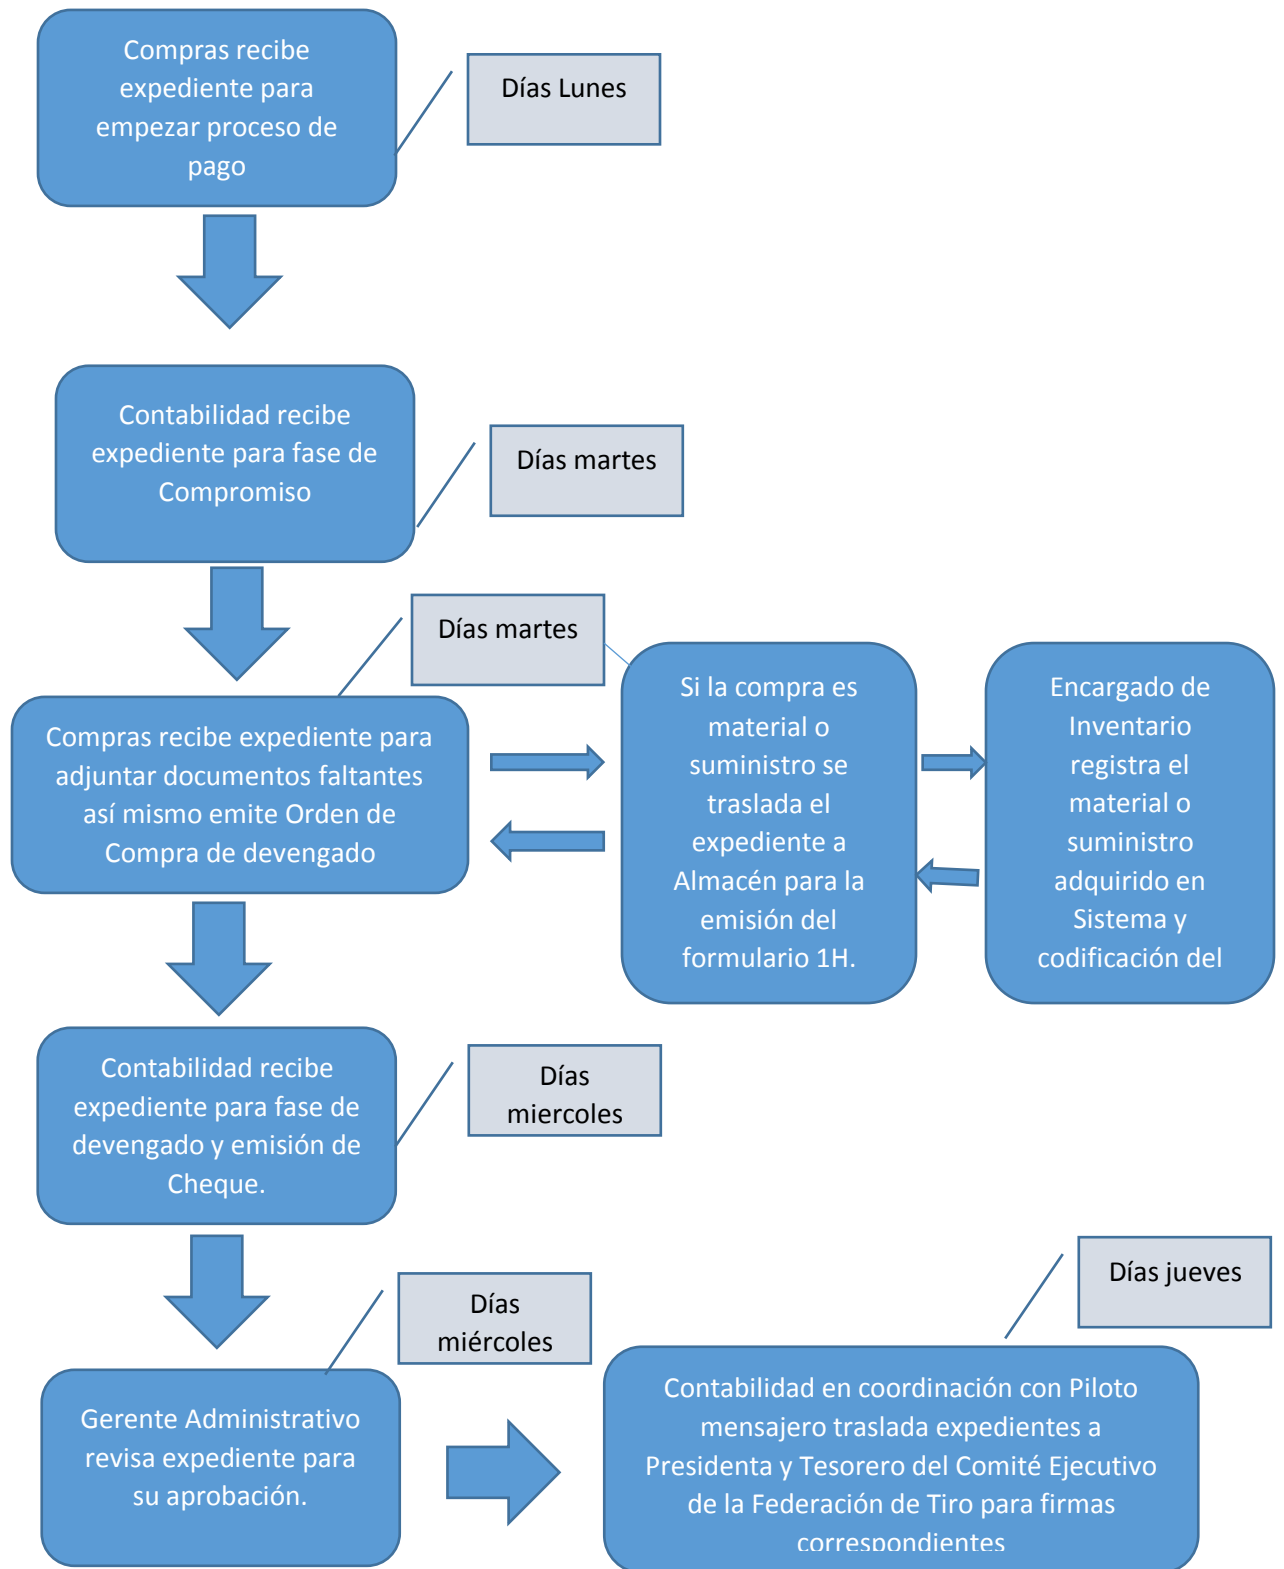 Compras recibe
expediente para
empezar proceso de
pago
Días Lunes
Contabilidad recibe
expediente para fase de
Compromiso
Días martes
Días martes
Compras recibe expediente para
adjuntar documentos faltantes
así mismo emite Orden de
Compra de devengado
Si la compra es
material o
suministro se
traslada el
expediente a
Almacén para la
emisión del
formulario 1H.
Encargado de
Inventario
registra el
material o
suministro
adquirido en
Sistema y
codificación del
Contabilidad recibe
expediente para fase de
devengado y emisión de
Cheque.
Días
miercoles
Días
miércoles
Gerente Administrativo
revisa expediente para
su aprobación.
Días jueves
Contabilidad en coordinación con Piloto
mensajero traslada expedientes a
Presidenta y Tesorero del Comité Ejecutivo
de la Federación de Tiro para firmas
correspondientes